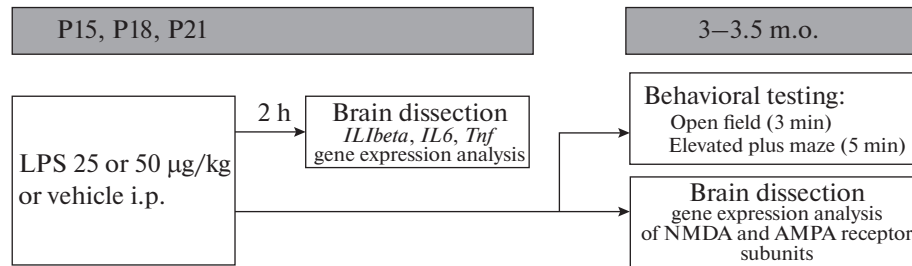 P15, P18, P21
3–3.5 m.o.
LPS 25 or 50 μg/kg
or vehicle i.p.
2 h
Brain dissection
IL1beta, IL6, Tnf
gene expression analysis
Behavioral testing:
Open field (3 min)
Elevated plus maze (5 min)
Brain dissection
gene expression analysis
of NMDA and AMPA receptor
subunits